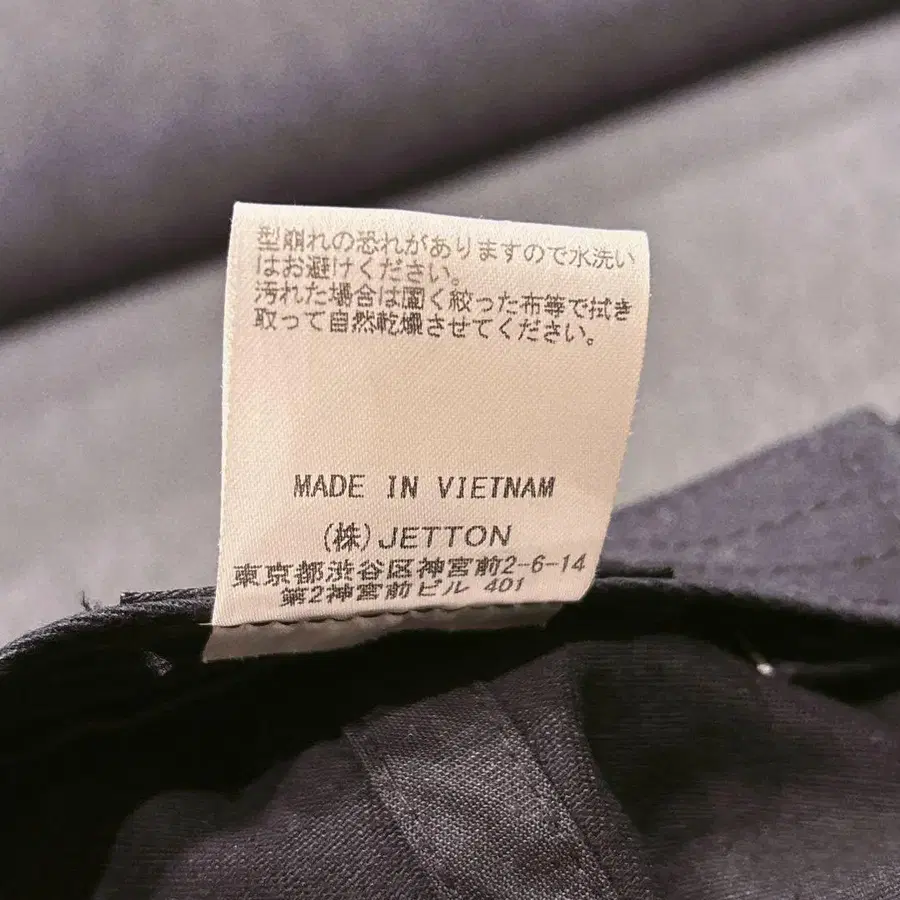 型崩れの恐れがありますので水洗い
はお避けください。
汚れた場合は固く絞った布等で拭き
取って自然乾燥させてください。
MADE IN VIETNAM
(株)JETTON
東京都渋谷区神宮前2-6-14
第2神宮前ビル 401